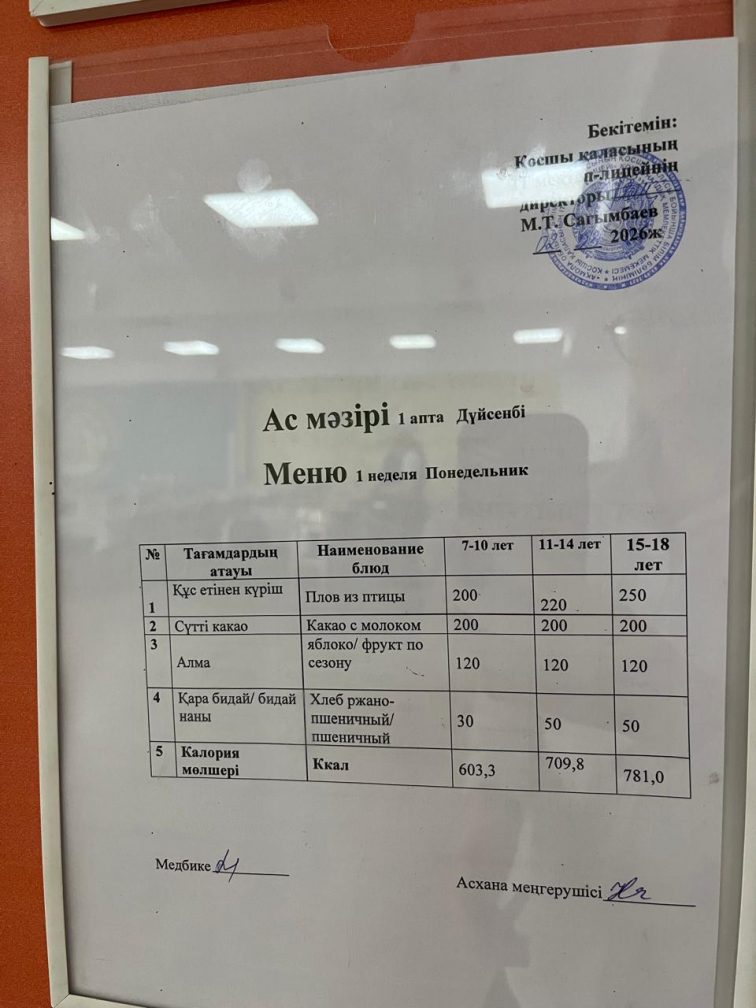 Бекітемін:
Қосшы қаласының
п-лицейнің
директоры
М.Т. Сагымбаев
2026ж
Ас мәзірі 1 апта Дүйсенбі
Меню 1 неделя Понедельник
№ Тағамдардың атауы Наименование блюд 7-10 лет 11-14 лет 15-18 лет
1 Құс етінен күріш Плов из птицы 200 220 250
2 Сүтті какао Какао с молоком 200 200 200
3 Алма яблоко/ фрукт по сезону 120 120 120
4 Қара бидай/ бидай наны Хлеб ржано-пшеничный/ пшеничный 30 50 50
5 Калория мөлшері Ккал 603,3 709,8 781,0
Медбике
Асхана меңгерушісі